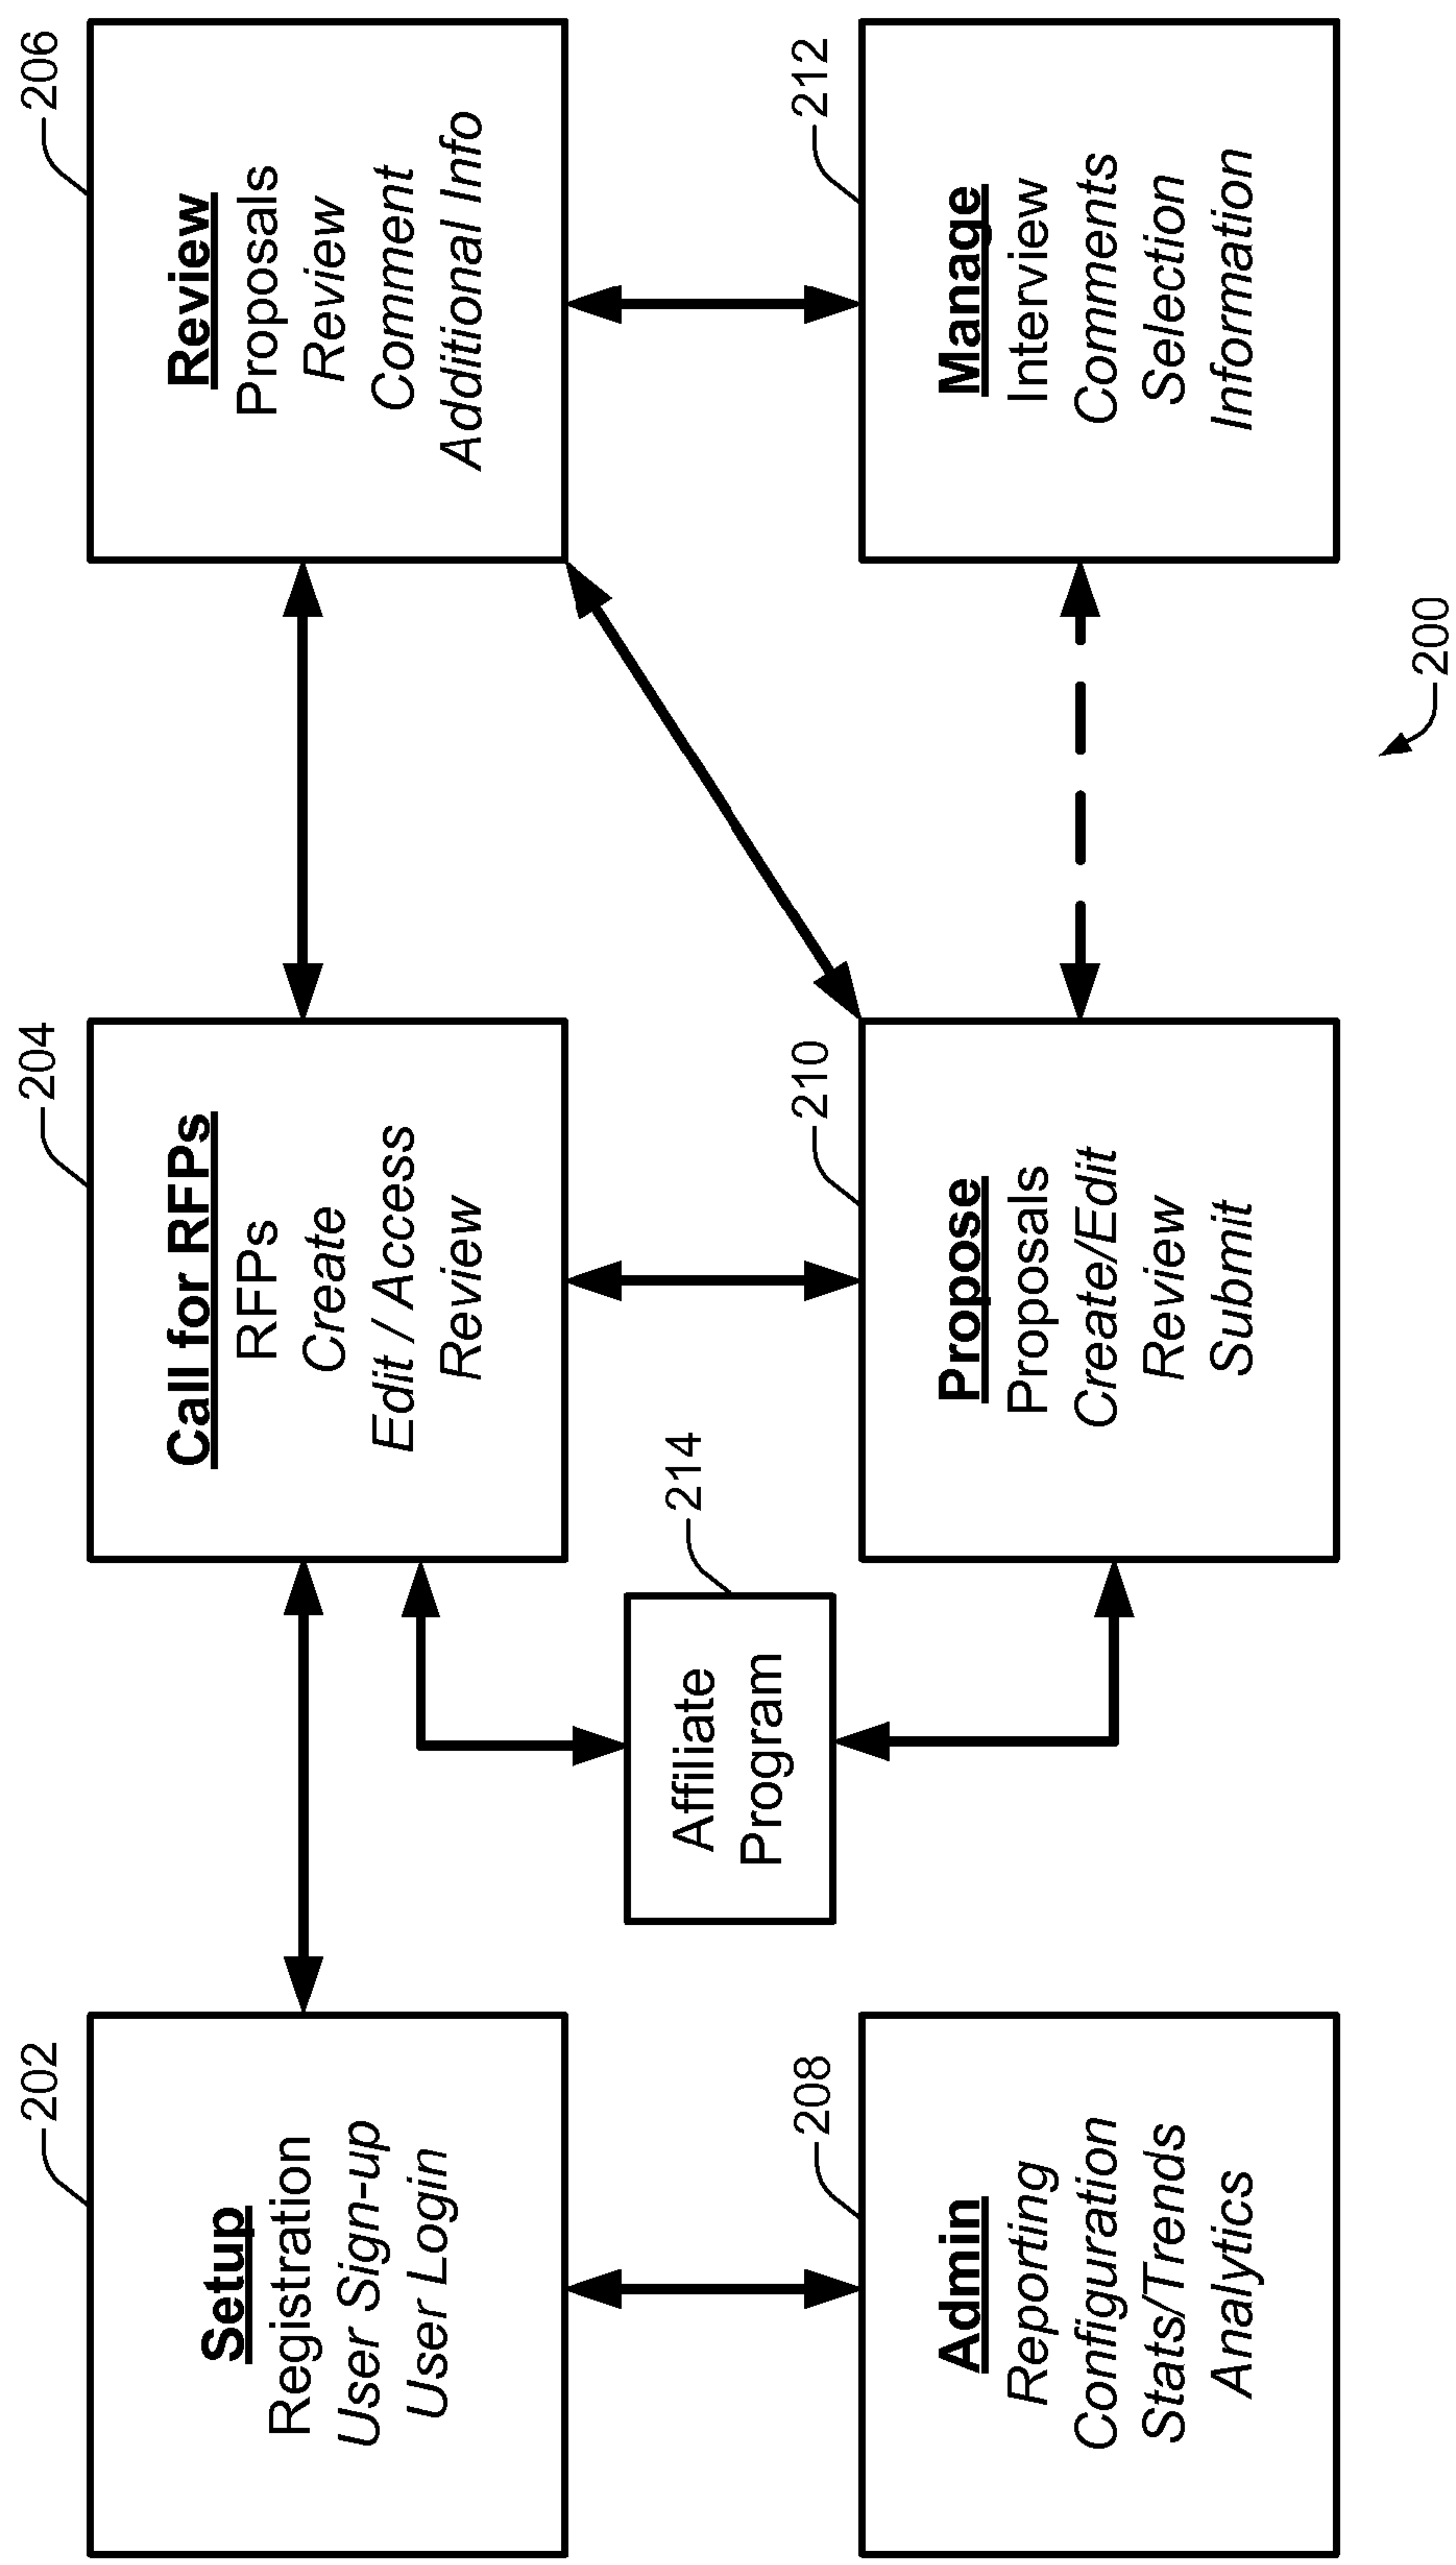 202
Setup
Registration
User Sign-up
User Login
204
Call for RFPs
RFPs
Create
Edit / Access
Review
206
Review
Proposals
Review
Comment
Additional Info
214
Affiliate
Program
208
Admin
Reporting
Configuration
Stats/Trends
Analytics
210
Propose
Proposals
Create/Edit
Review
Submit
212
Manage
Interview
Comments
Selection
Information
200